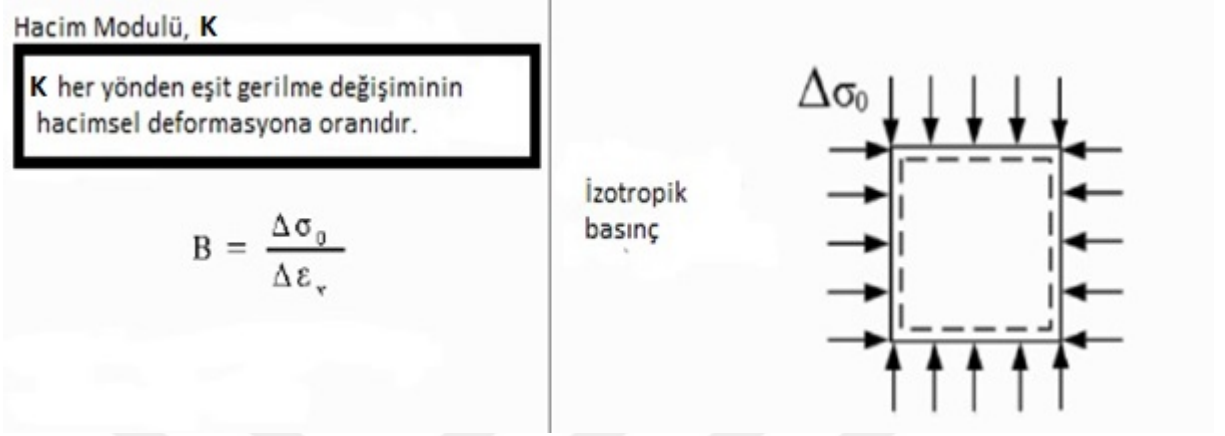 Hacim Modulü, K
K her yönden eşit gerilme değişiminin
hacimsel deformasyona oranıdır.
B = Δσ₀ / Δεᵥ
Δσ₀
İzotropik
basınç